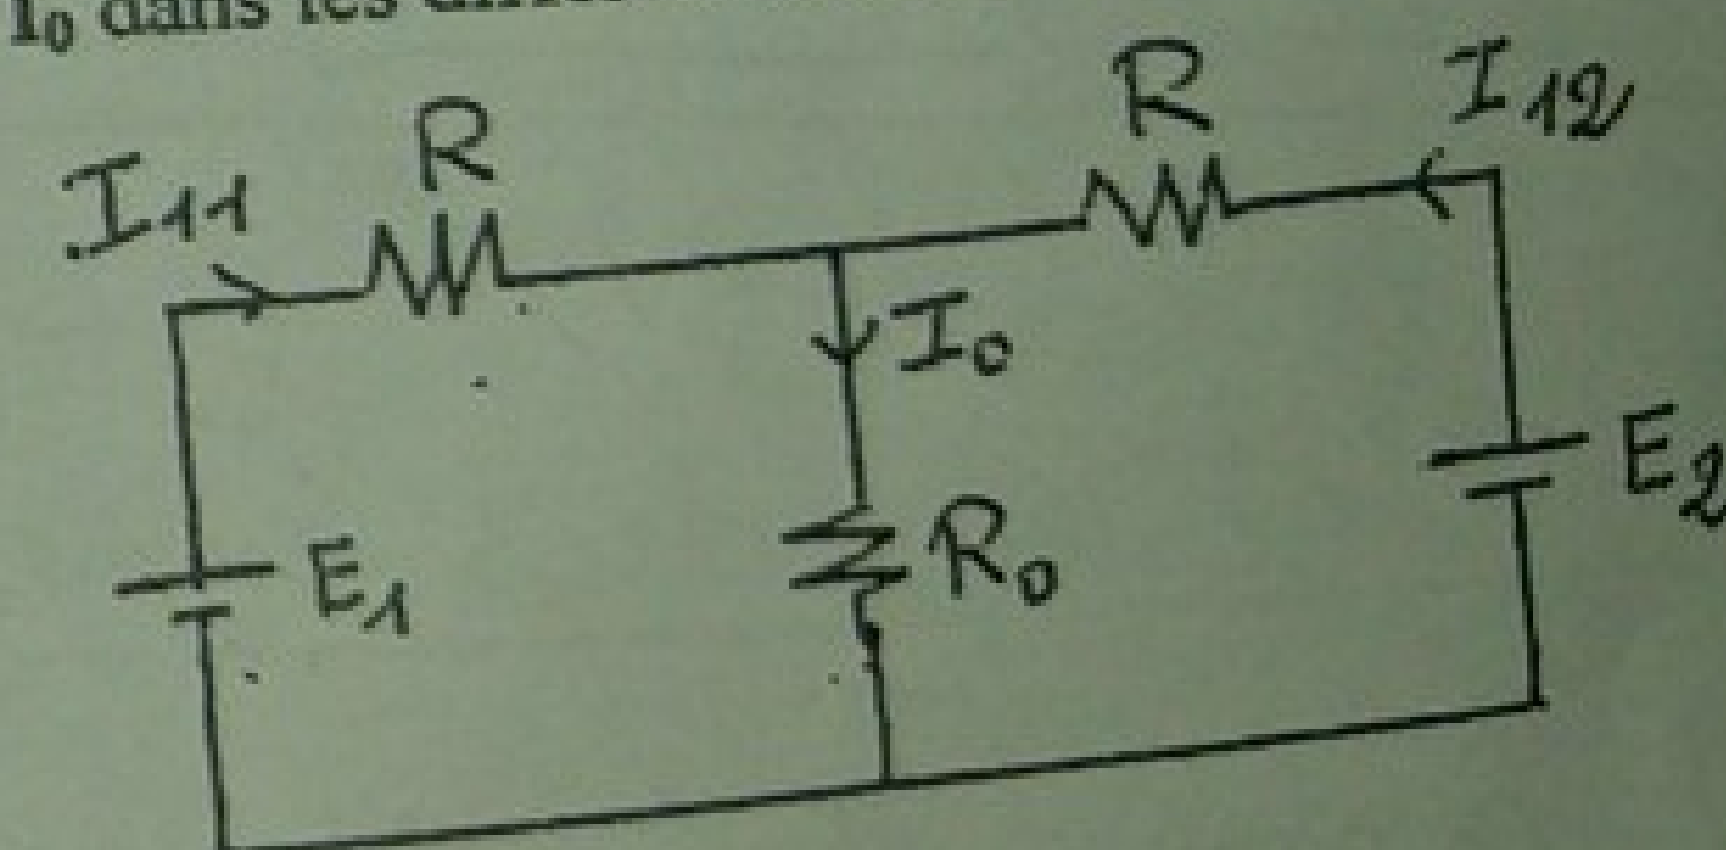 I₀ dans les
R
I₁₂
R
I₁₁
I₀
E₂
R₀
E₁